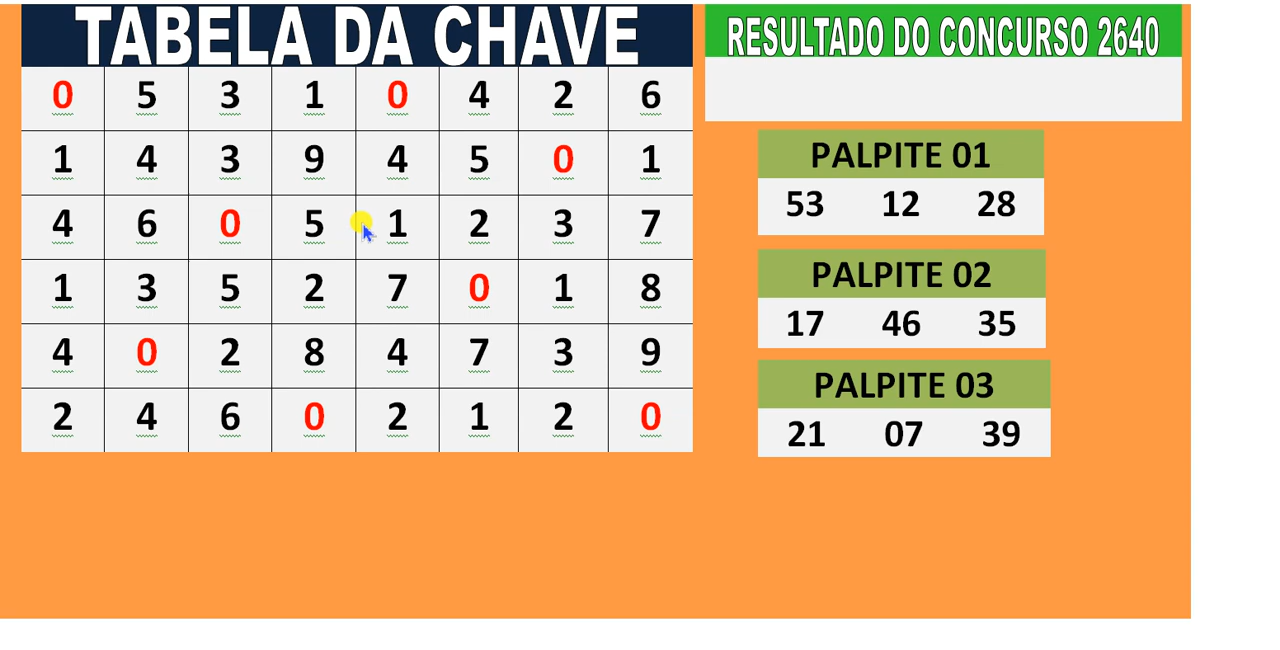 TABELA DA CHAVE
0 5 3 1 0 4 2 6
1 4 3 9 4 5 0 1
4 6 0 5 1 2 3 7
1 3 5 2 7 0 1 8
4 0 2 8 4 7 3 9
2 4 6 0 2 1 2 0
RESULTADO DO CONCURSO 2640
PALPITE 01
53 12 28
PALPITE 02
17 46 35
PALPITE 03
21 07 39